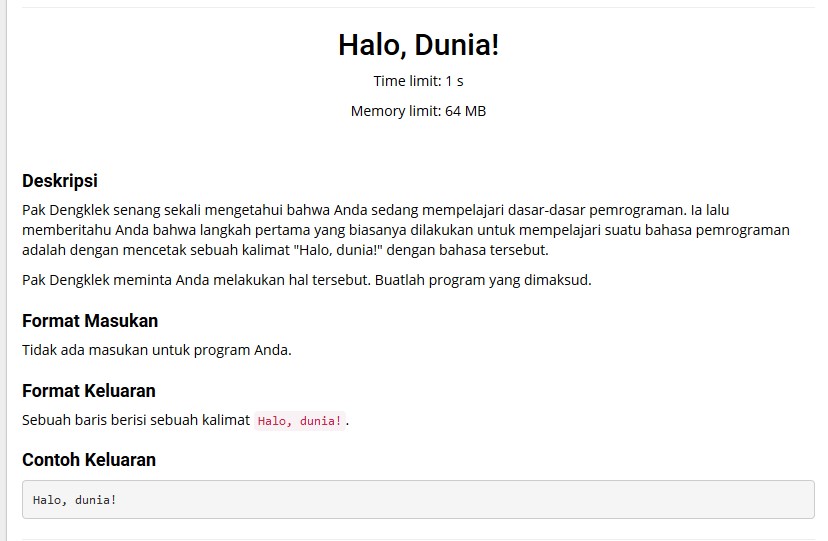 Halo, Dunia!
Time limit: 1 s
Memory limit: 64 MB
Deskripsi
Pak Dengklek senang sekali mengetahui bahwa Anda sedang mempelajari dasar-dasar pemrograman. Ia lalu
memberitahu Anda bahwa langkah pertama yang biasanya dilakukan untuk mempelajari suatu bahasa pemrograman
adalah dengan mencetak sebuah kalimat "Halo, dunia!" dengan bahasa tersebut.
Pak Dengklek meminta Anda melakukan hal tersebut. Buatlah program yang dimaksud.
Format Masukan
Tidak ada masukan untuk program Anda.
Format Keluaran
Sebuah baris berisi sebuah kalimat Halo, dunia!.
Contoh Keluaran
Halo, dunia!